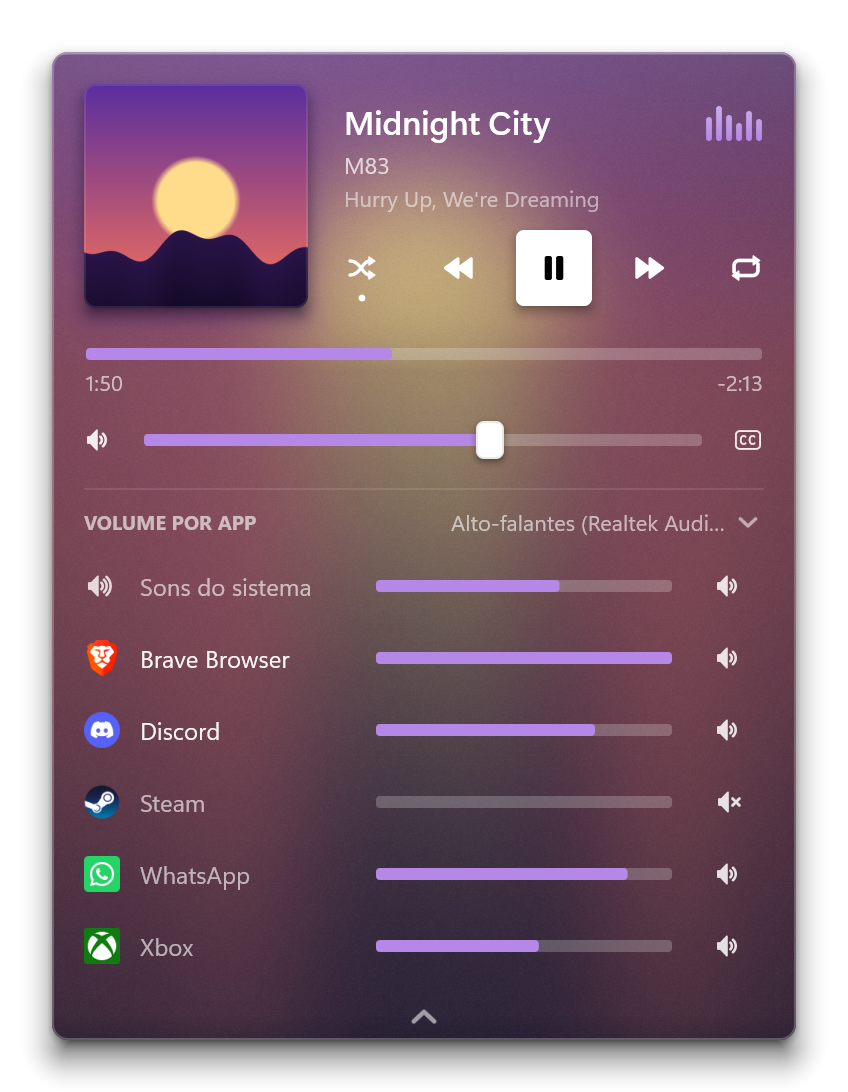 Midnight City
M83
Hurry Up, We're Dreaming
1:50
-2:13
CC
VOLUME POR APP
Alto-falantes (Realtek Audi...
Sons do sistema
Brave Browser
Discord
Steam
WhatsApp
Xbox